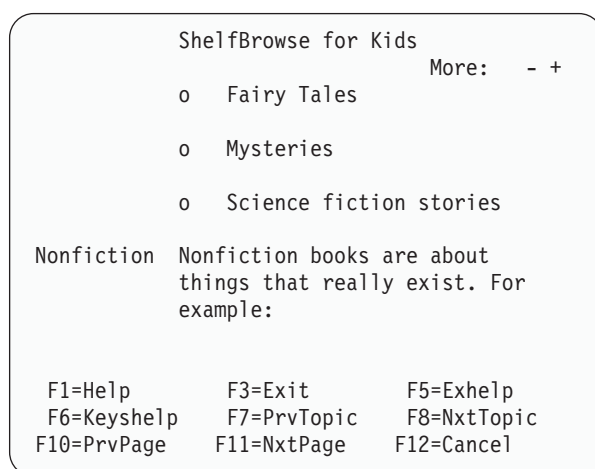 ShelfBrowse for Kids
More: - +
o Fairy Tales
o Mysteries
o Science fiction stories
Nonfiction Nonfiction books are about
things that really exist. For
example:
F1=Help F3=Exit F5=Exhelp
F6=Keyshelp F7=PrvTopic F8=NxtTopic
F10=PrvPage F11=NxtPage F12=Cancel